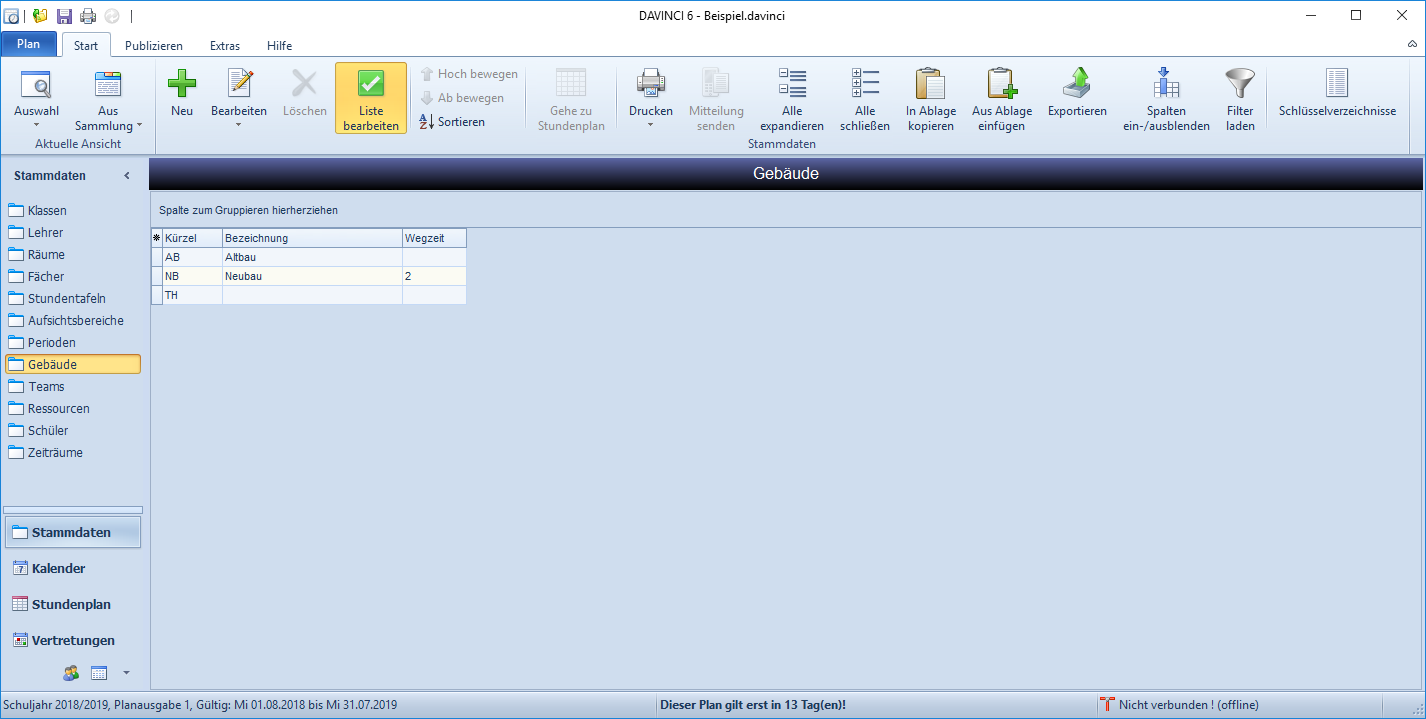 DAVINCI 6 - Beispiel.davinci
Plan
Start
Publizieren
Extras
Hilfe
Auswahl
Aus
Sammlung
Aktuelle Ansicht
Neu
Bearbeiten
Löschen
Liste
bearbeiten
Hoch bewegen
Ab bewegen
Sortieren
Gehe zu
Stundenplan
Drucken
Mitteilung
senden
Alle
expandieren
Alle
schließen
In Ablage
kopieren
Aus Ablage
einfügen
Exportieren
Spalten
ein-/ausblenden
Filter
laden
Schlüsselverzeichnisse
Stammdaten
Stammdaten
Klassen
Lehrer
Räume
Fächer
Stundentafeln
Aufsichtsbereiche
Perioden
Gebäude
Teams
Ressourcen
Schüler
Zeiträume
Stammdaten
Kalender
Stundenplan
Vertretungen
Gebäude
Spalte zum Gruppieren hierherziehen
Kürzel Bezeichnung Wegzeit
AB Altbau
NB Neubau 2
TH
Schuljahr 2018/2019, Planausgabe 1, Gültig: Mi 01.08.2018 bis Mi 31.07.2019
Dieser Plan gilt erst in 13 Tag(en)!
Nicht verbunden ! (offline)